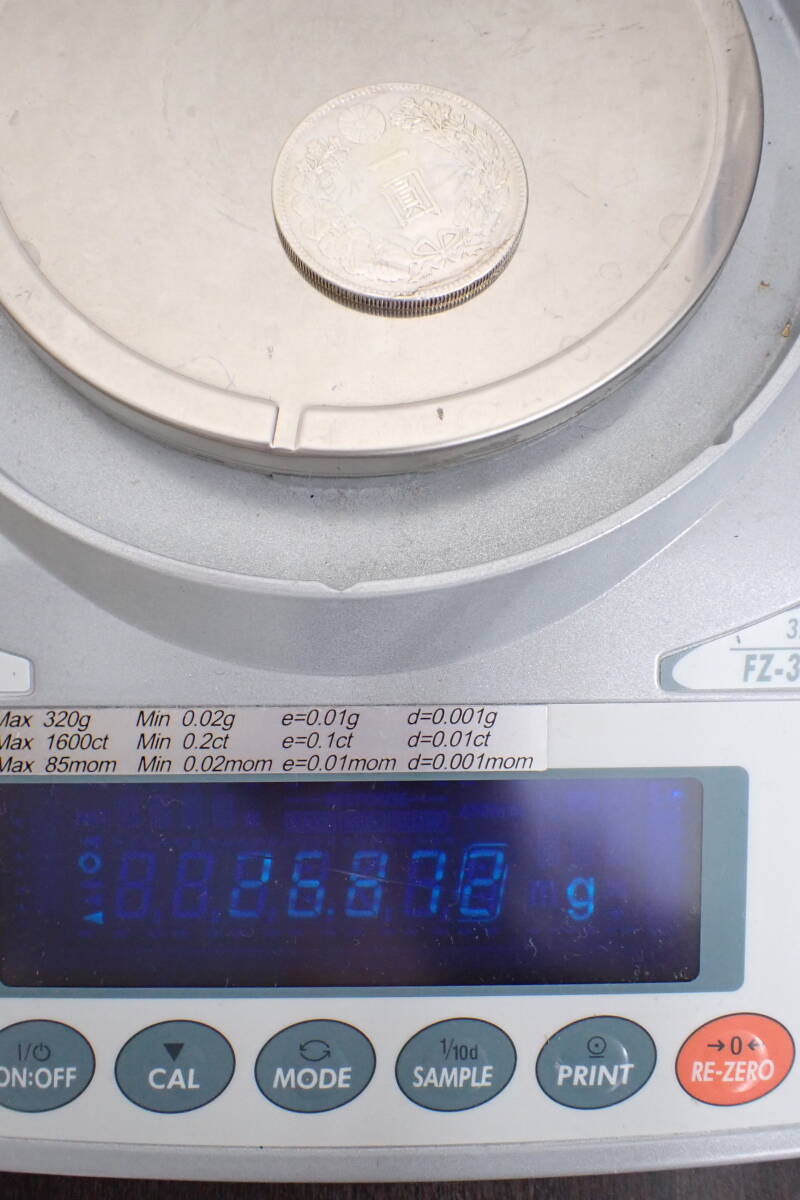 一
圓
3
FZ-3
Max 320g Min 0.02g e=0.01g d=0.001g
Max 1600ct Min 0.2ct e=0.1ct d=0.01ct
Max 85mom Min 0.02mom e=0.01mom d=0.001mom
g
I/⏻
ON:OFF
CAL
MODE
1/10d
SAMPLE
PRINT
→0←
RE-ZERO